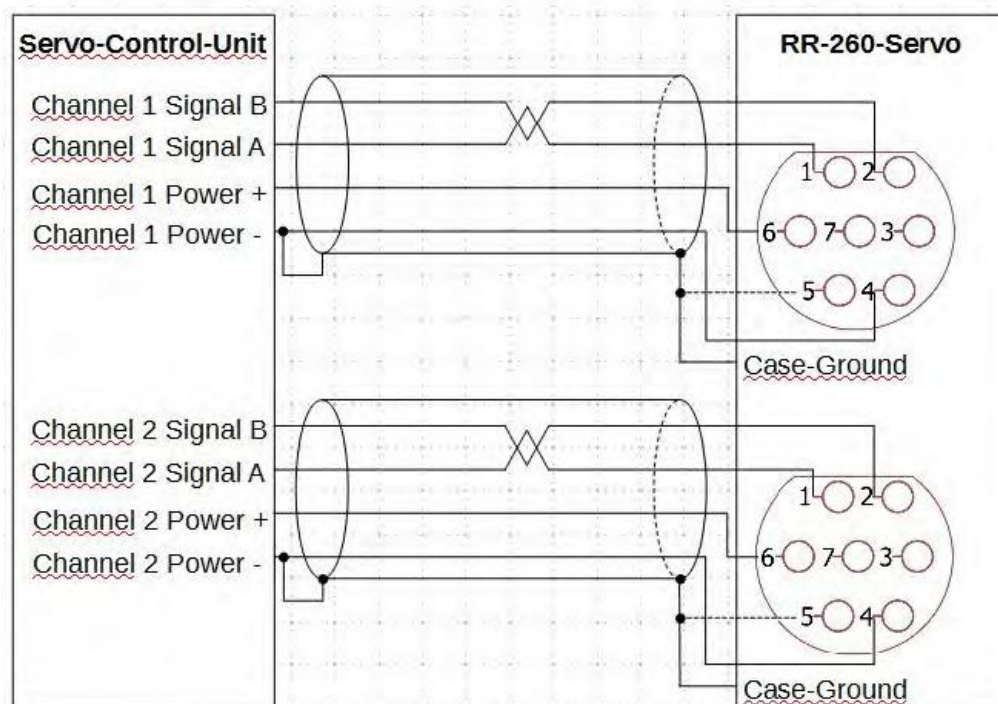 Servo-Control-Unit
RR-260-Servo
Channel 1 Signal B
Channel 1 Signal A
Channel 1 Power +
Channel 1 Power -
1 2
6 7 3
5 4
Case-Ground
Channel 2 Signal B
Channel 2 Signal A
Channel 2 Power +
Channel 2 Power -
1 2
6 7 3
5 4
Case-Ground